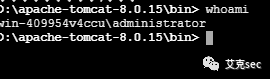 D:\apache-tomcat-8.0.15\bin> whoami
win-409954v4ccu\administrator
D:\apache-tomcat-8.0.15\bin>
艾克sec